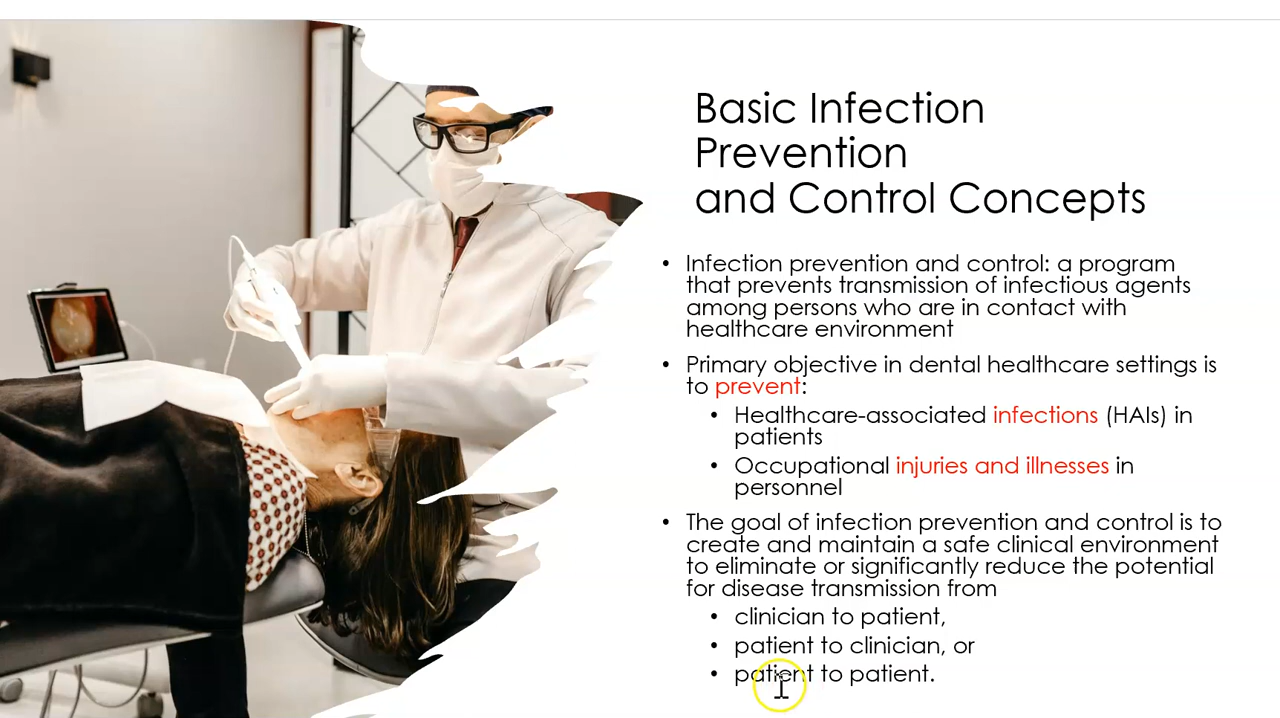 Basic Infection
Prevention
and Control Concepts
• Infection prevention and control: a program
that prevents transmission of infectious agents
among persons who are in contact with
healthcare environment
• Primary objective in dental healthcare settings is
to prevent:
• Healthcare-associated infections (HAIs) in
patients
• Occupational injuries and illnesses in
personnel
• The goal of infection prevention and control is to
create and maintain a safe clinical environment
to eliminate or significantly reduce the potential
for disease transmission from
• clinician to patient,
• patient to clinician, or
• patient to patient.